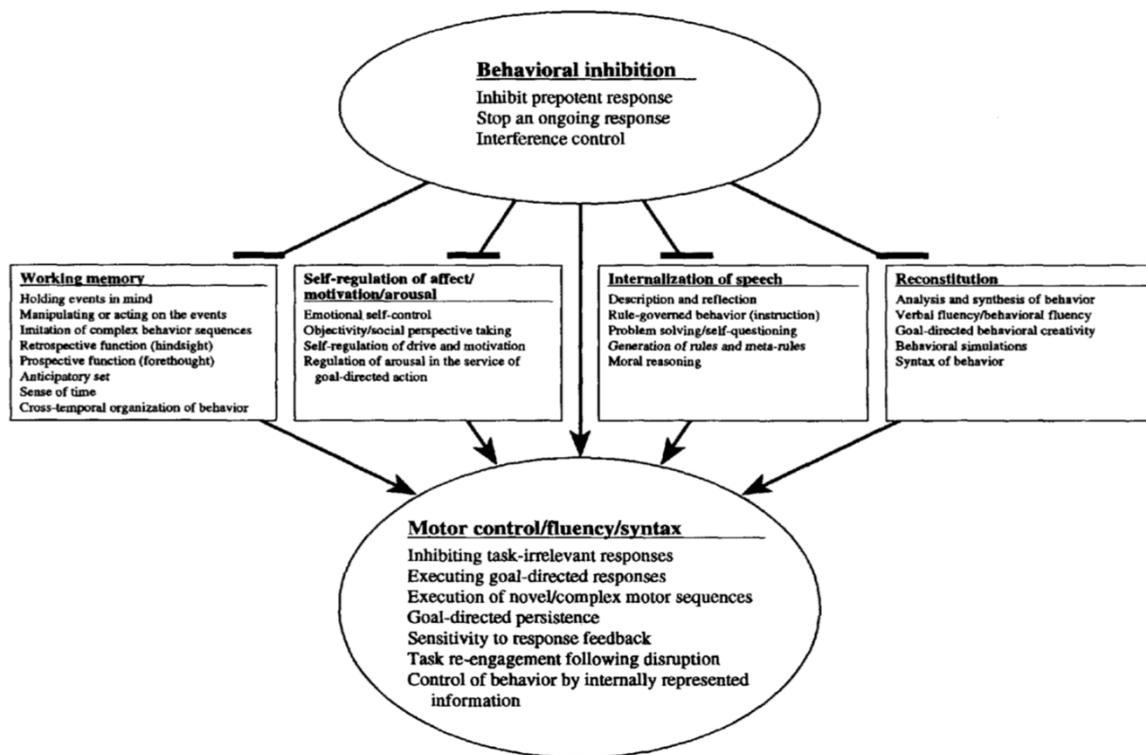 Behavioral inhibition
Inhibit prepotent response
Stop an ongoing response
Interference control
Working memory
Holding events in mind
Manipulating or acting on the events
Imitation of complex behavior sequences
Retrospective function (hindsight)
Prospective function (forethought)
Anticipatory set
Sense of time
Cross-temporal organization of behavior
Self-regulation of affect/
motivation/arousal
Emotional self-control
Objectivity/social perspective taking
Self-regulation of drive and motivation
Regulation of arousal in the service of
goal-directed action
Internalization of speech
Description and reflection
Rule-governed behavior (instruction)
Problem solving/self-questioning
Generation of rules and meta-rules
Moral reasoning
Reconstitution
Analysis and synthesis of behavior
Verbal fluency/behavioral fluency
Goal-directed behavioral creativity
Behavioral simulations
Syntax of behavior
Motor control/fluency/syntax
Inhibiting task-irrelevant responses
Executing goal-directed responses
Execution of novel/complex motor sequences
Goal-directed persistence
Sensitivity to response feedback
Task re-engagement following disruption
Control of behavior by internally represented
information